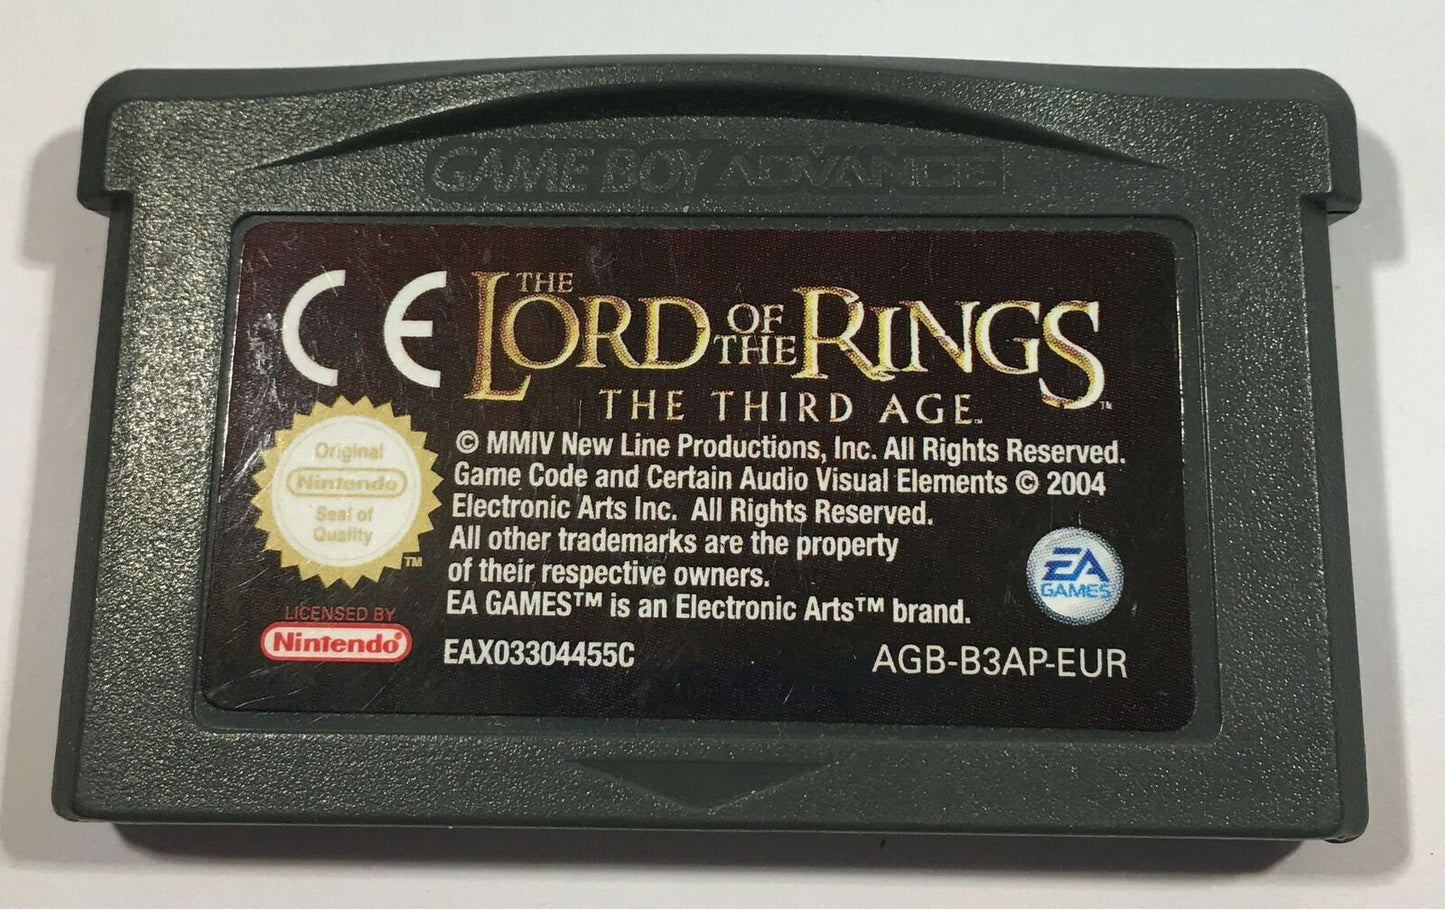 GAME BOY ADVANCE
CE
THE LORD OF THE RINGS™
THE THIRD AGE™
© MMIV New Line Productions, Inc. All Rights Reserved.
Game Code and Certain Audio Visual Elements © 2004
Electronic Arts Inc. All Rights Reserved.
All other trademarks are the property
of their respective owners.
EA GAMES™ is an Electronic Arts™ brand.
Original
Nintendo
Seal of
Quality
™
EA
GAMES
LICENSED BY
Nintendo®
EAX03304455C
AGB-B3AP-EUR